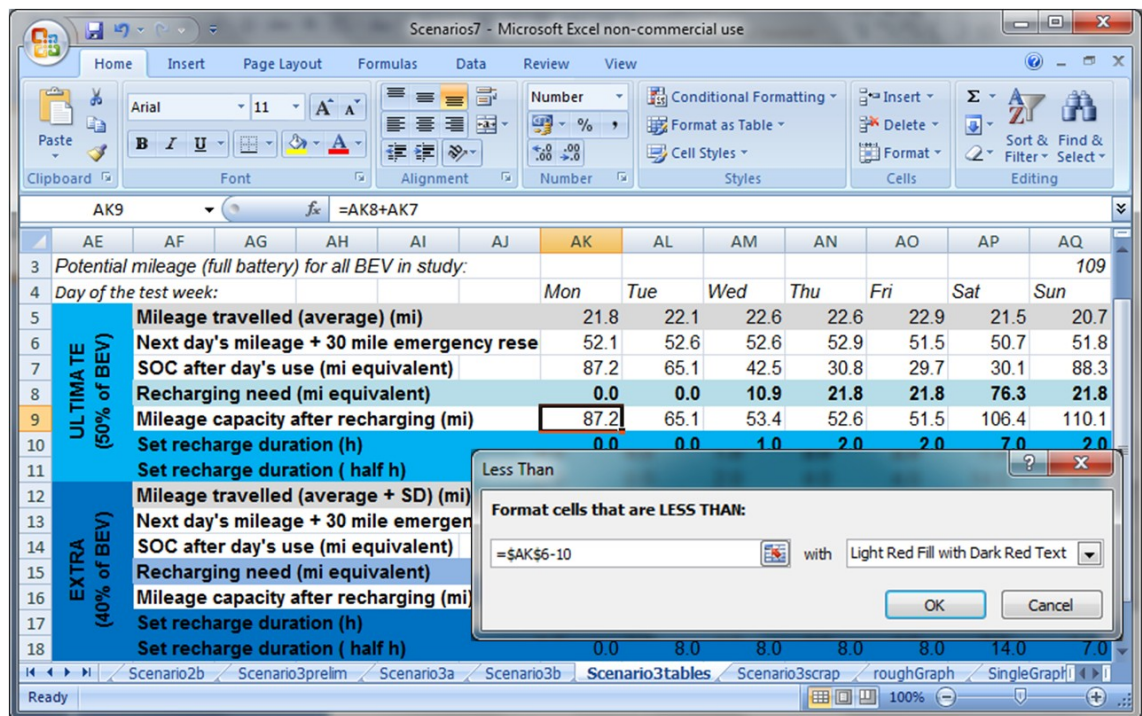 Scenarios7 - Microsoft Excel non-commercial use
Home Insert Page Layout Formulas Data Review View
Arial 11 A A Number Conditional Formatting Insert Σ
Paste B I U A % , Format as Table Delete Sort & Find &
Cell Styles Format Filter Select
Clipboard Font Alignment Number Styles Cells Editing
AK9 fx =AK8+AK7
AE AF AG AH AI AJ AK AL AM AN AO AP AQ
3 Potential mileage (full battery) for all BEV in study: 109
4 Day of the test week: Mon Tue Wed Thu Fri Sat Sun
ULTIMATE
(50% of BEV)
5 Mileage travelled (average) (mi) 21.8 22.1 22.6 22.6 22.9 21.5 20.7
6 Next day's mileage + 30 mile emergency rese 52.1 52.6 52.6 52.9 51.5 50.7 51.8
7 SOC after day's use (mi equivalent) 87.2 65.1 42.5 30.8 29.7 30.1 88.3
8 Recharging need (mi equivalent) 0.0 0.0 10.9 21.8 21.8 76.3 21.8
9 Mileage capacity after recharging (mi) 87.2 65.1 53.4 52.6 51.5 106.4 110.1
10 Set recharge duration (h) 0.0 0.0 1.0 2.0 2.0 7.0 2.0
11 Set recharge duration ( half h)
EXTRA
(40% of BEV)
12 Mileage travelled (average + SD) (mi)
13 Next day's mileage + 30 mile emergen
14 SOC after day's use (mi equivalent)
15 Recharging need (mi equivalent)
16 Mileage capacity after recharging (mi)
17 Set recharge duration (h)
18 Set recharge duration ( half h) 0.0 8.0 8.0 8.0 8.0 14.0 7.0
Less Than
Format cells that are LESS THAN:
=$AK$6-10 with Light Red Fill with Dark Red Text
OK Cancel
Scenario2b Scenario3prelim Scenario3a Scenario3b Scenario3tables Scenario3scrap roughGraph SingleGraph
Ready 100%